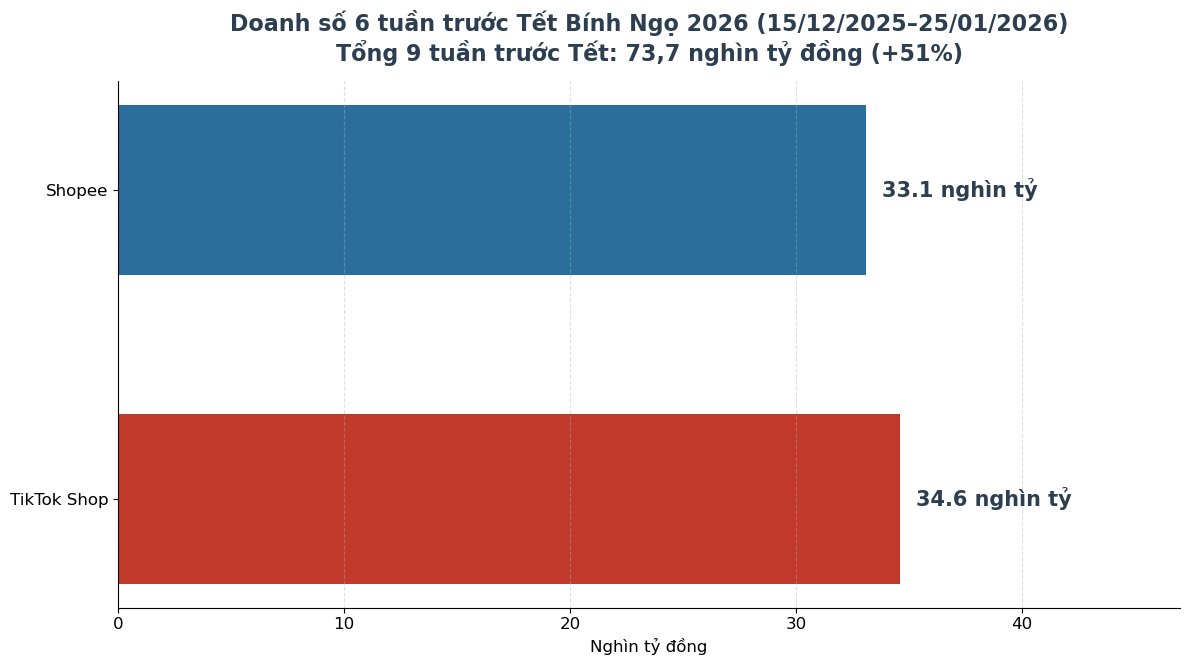 Doanh số 6 tuần trước Tết Bính Ngọ 2026 (15/12/2025–25/01/2026)
Tổng 9 tuần trước Tết: 73,7 nghìn tỷ đồng (+51%)
Shopee
33.1 nghìn tỷ
TikTok Shop
34.6 nghìn tỷ
0 10 20 30 40
Nghìn tỷ đồng